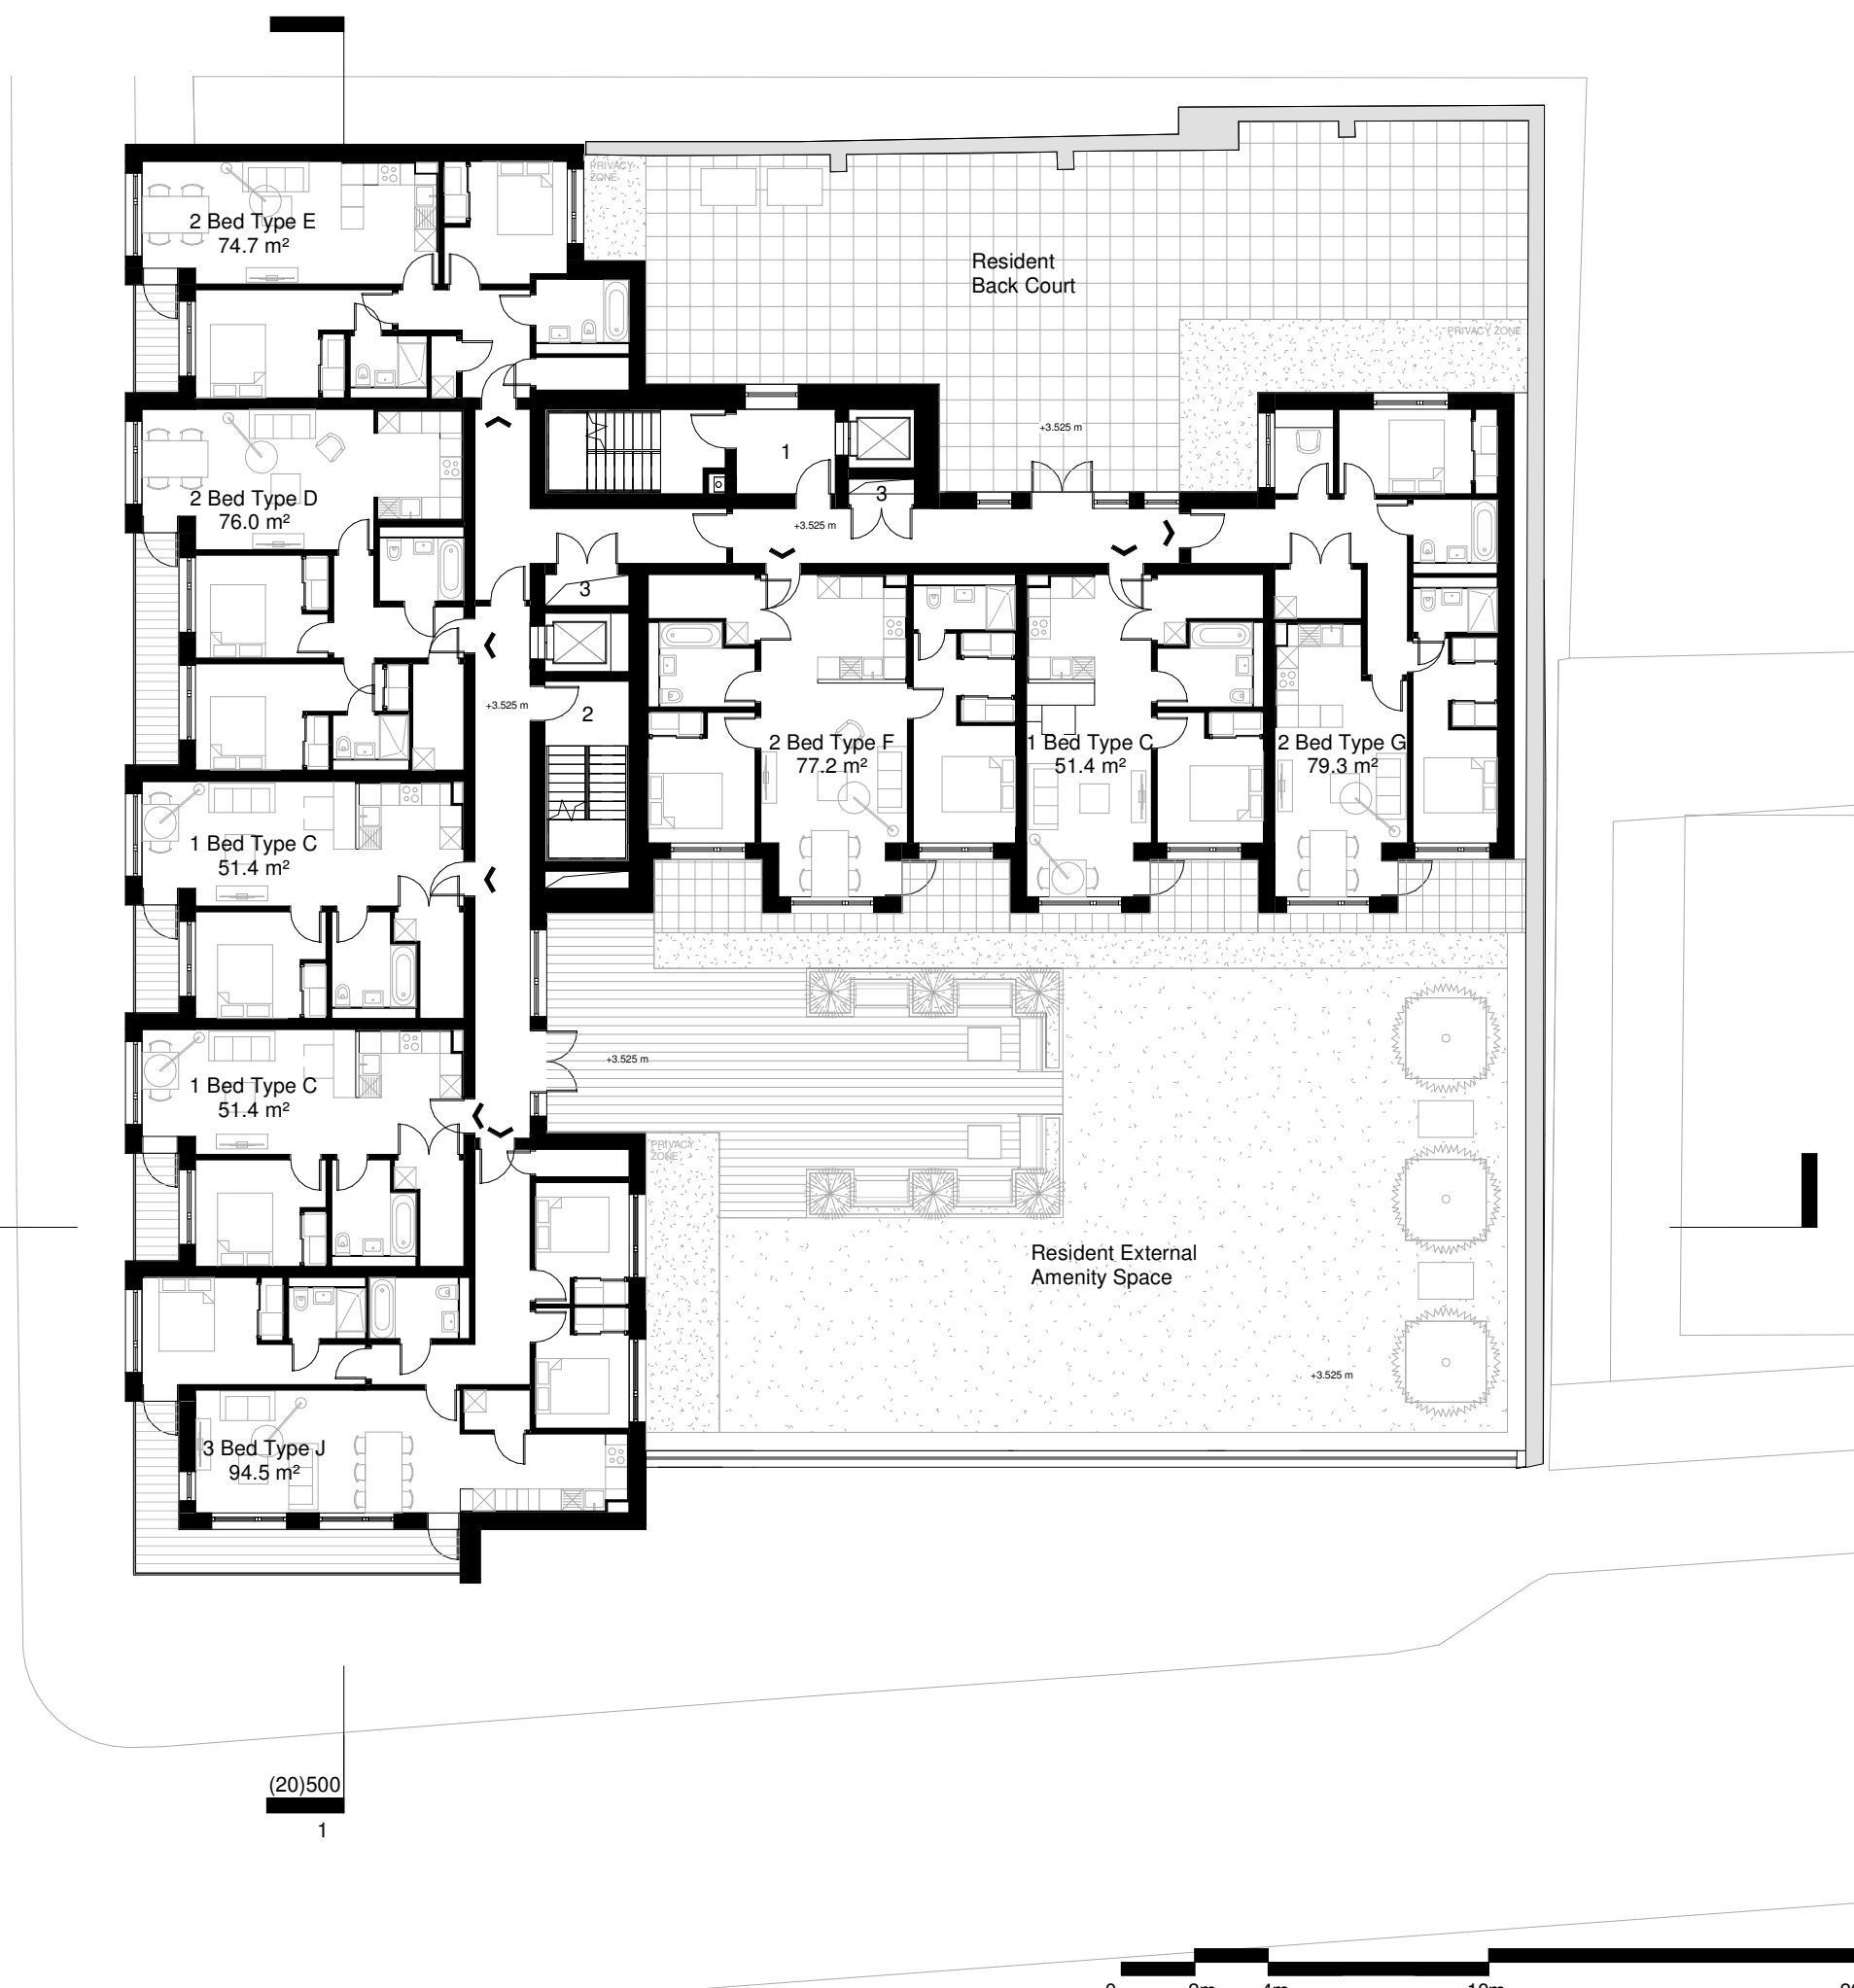 PRIVACY
ZONE
2 Bed Type E
74.7 m²
Resident
Back Court
PRIVACY ZONE
+3.525 m
1
3
2 Bed Type D
76.0 m²
+3.525 m
3
+3.525 m
2
2 Bed Type F
77.2 m²
1 Bed Type C
51.4 m²
2 Bed Type G
79.3 m²
1 Bed Type C
51.4 m²
+3.525 m
1 Bed Type C
51.4 m²
PRIVACY
ZONE
Resident External
Amenity Space
+3.525 m
3 Bed Type J
94.5 m²
(20)500
1
0 2m 4m 10m